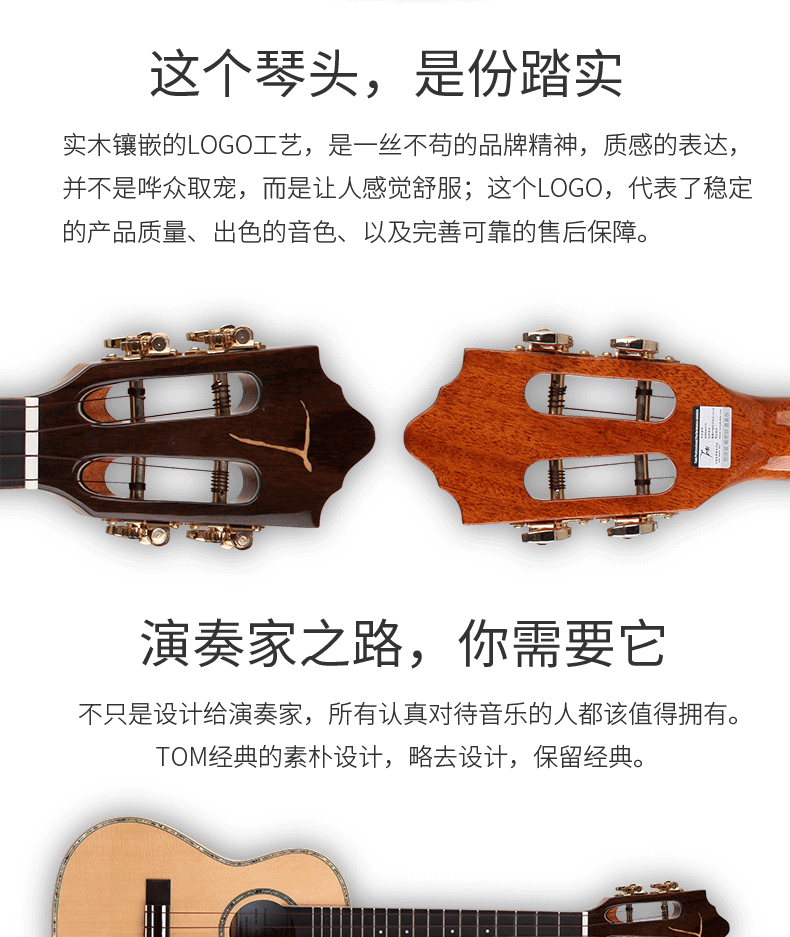 这个琴头，是份踏实
实木镶嵌的LOGO工艺，是一丝不苟的品牌精神，质感的表达，
并不是哗众取宠，而是让人感觉舒服；这个LOGO，代表了稳定
的产品质量、出色的音色、以及完善可靠的售后保障。
演奏家之路，你需要它
不只是设计给演奏家，所有认真对待音乐的人都该值得拥有。
TOM经典的素朴设计，略去设计，保留经典。